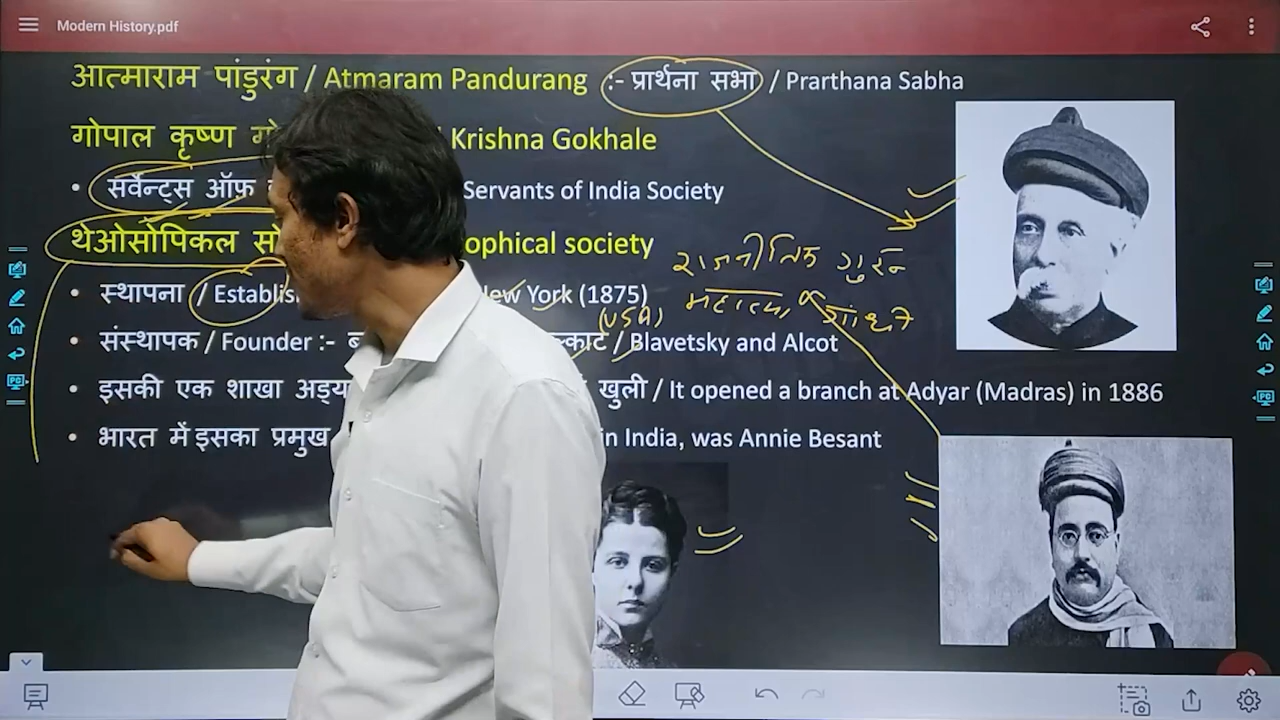 Modern History.pdf
आत्माराम पांडुरंग / Atmaram Pandurang :- प्रार्थना सभा / Prarthana Sabha
गोपाल कृष्ण Krishna Gokhale
• सर्वेन्ट्स ऑफ़ Servants of India Society
थेओसोपिकल ophical society
राजनीतिक गुरु
• स्थापना / Establis New York (1875)
महात्मा गांधी
(USA)
• संस्थापक / Founder :- / Blavetsky and Alcot
• इसकी एक शाखा खुली / It opened a branch at Adyar (Madras) in 1886
• भारत में इसका प्रमुख in India, was Annie Besant